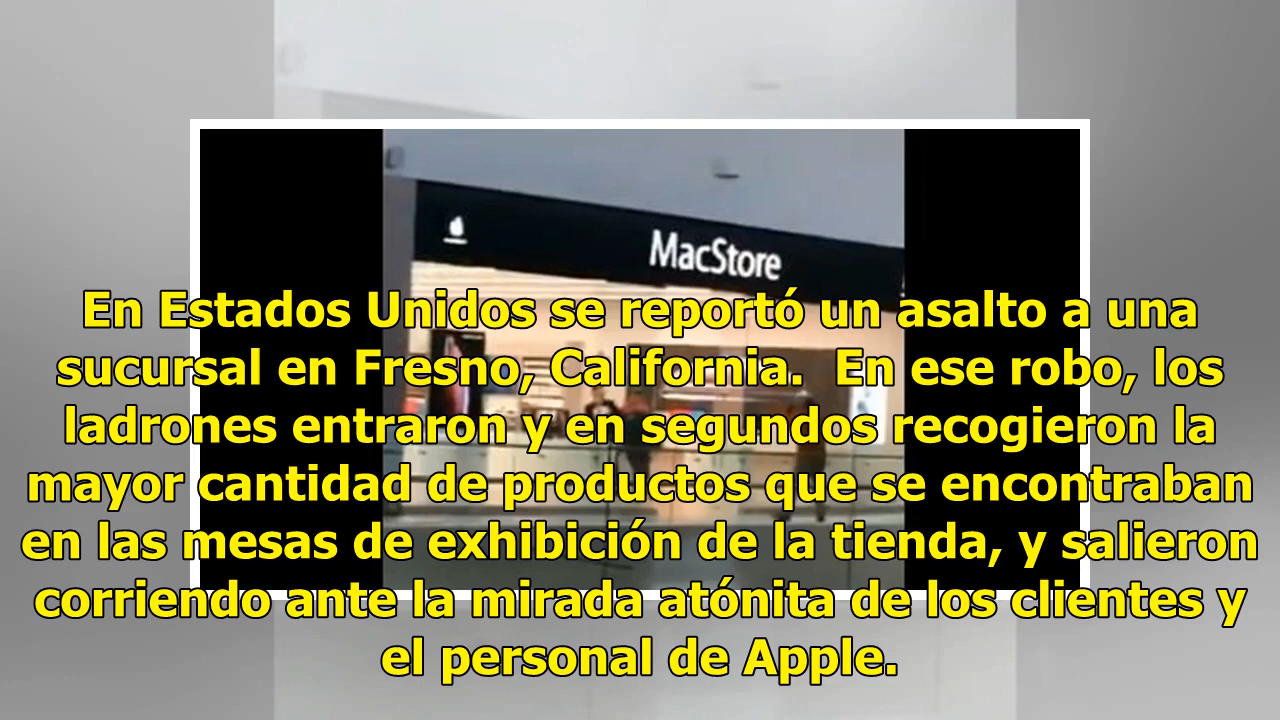 MacStore
En Estados Unidos se reportó un asalto a una
sucursal en Fresno, California.  En ese robo, los
ladrones entraron y en segundos recogieron la
mayor cantidad de productos que se encontraban
en las mesas de exhibición de la tienda, y salieron
corriendo ante la mirada atónita de los clientes y
el personal de Apple.